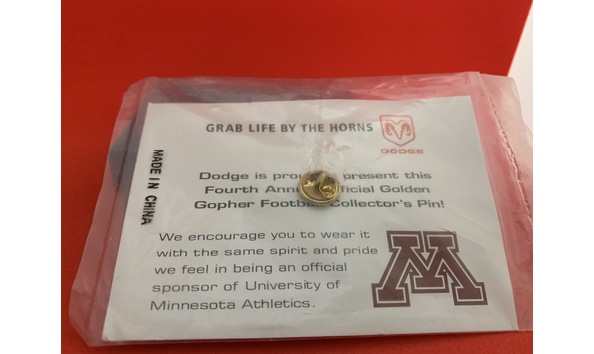 GRAB LIFE BY THE HORNS
DODGE
MADE IN CHINA
Dodge is present this
Fourth Official Golden
Gopher Football Collector's Pin!
We encourage you to wear it
with the same spirit and pride
we feel in being an official
sponsor of University of
Minnesota Athletics.
M